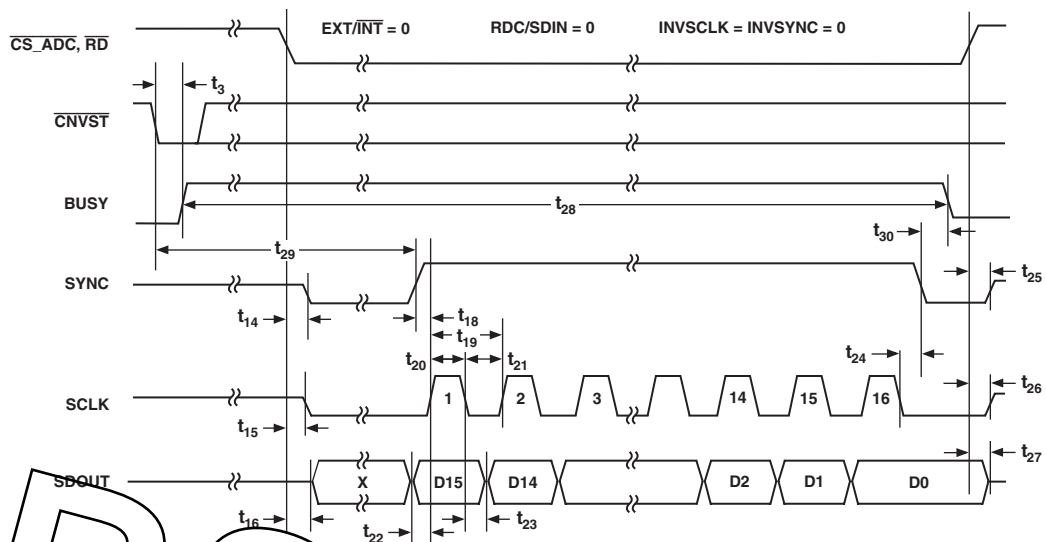 EXT/INT = 0 RDC/SDIN = 0 INVSCLK = INVSYNC = 0
CS_ADC, RD
t3
CNVST
BUSY
t28
t30
t29
SYNC
t25
t14
t18
t19
t20
t21
t24
t26
SCLK
1 2 3 14 15 16
t15
t27
SDOUT
X D15 D14 D2 D1 D0
t16
t22
t23